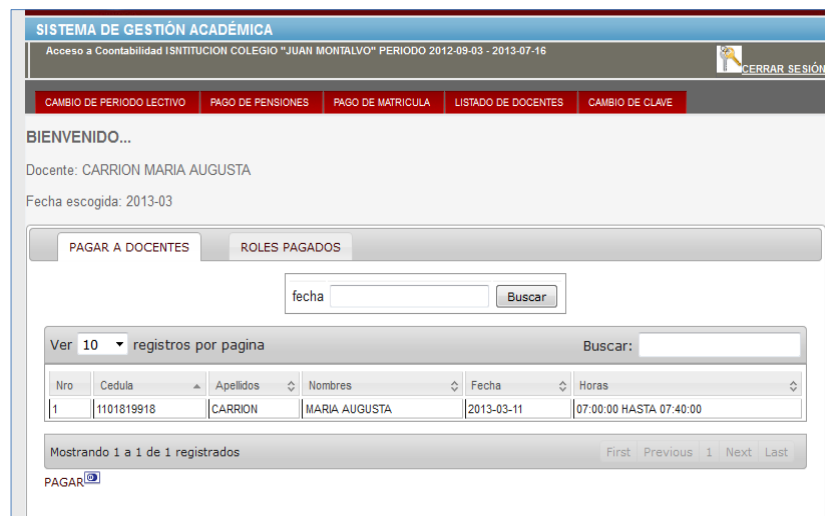 SISTEMA DE GESTIÓN ACADÉMICA
Acceso a Coontabilidad ISNTITUCION COLEGIO "JUAN MONTALVO" PERIODO 2012-09-03 - 2013-07-16
CERRAR SESIÓN
CAMBIO DE PERIODO LECTIVO PAGO DE PENSIONES PAGO DE MATRICULA LISTADO DE DOCENTES CAMBIO DE CLAVE
BIENVENIDO...
Docente: CARRION MARIA AUGUSTA
Fecha escogida: 2013-03
PAGAR A DOCENTES ROLES PAGADOS
fecha Buscar
Ver 10 registros por pagina Buscar:
Nro Cedula Apellidos Nombres Fecha Horas
1 1101819918 CARRION MARIA AUGUSTA 2013-03-11 07:00:00 HASTA 07:40:00
Mostrando 1 a 1 de 1 registrados First Previous 1 Next Last
PAGAR